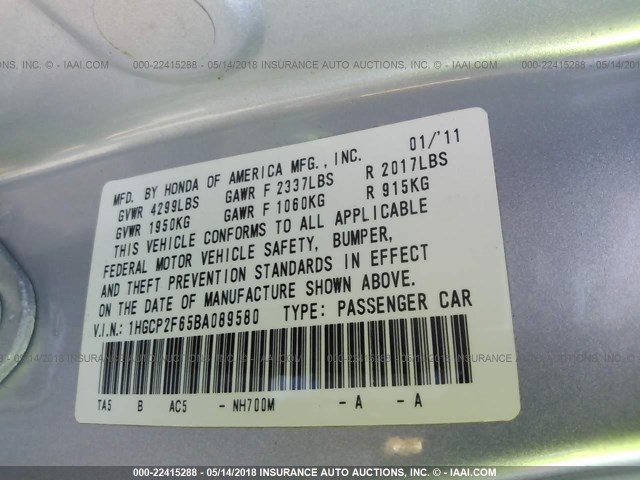 000-22415288 - 05/14/2018 INSURANCE AUTO AUCTIONS, INC. - IAAI.COM
MFD. BY HONDA OF AMERICA MFG., INC. 01/'11
GVWR 4299LBS GAWR F 2337LBS R 2017LBS
GVWR 1950KG GAWR F 1060KG R 915KG
THIS VEHICLE CONFORMS TO ALL APPLICABLE
FEDERAL MOTOR VEHICLE SAFETY, BUMPER,
AND THEFT PREVENTION STANDARDS IN EFFECT
ON THE DATE OF MANUFACTURE SHOWN ABOVE.
V.I.N.: 1HGCP2F65BA089580 TYPE: PASSENGER CAR
TA5 B AC5 - NH700M - A - A
000-22415288 - 05/14/2018 INSURANCE AUTO AUCTIONS, INC. - IAAI.COM